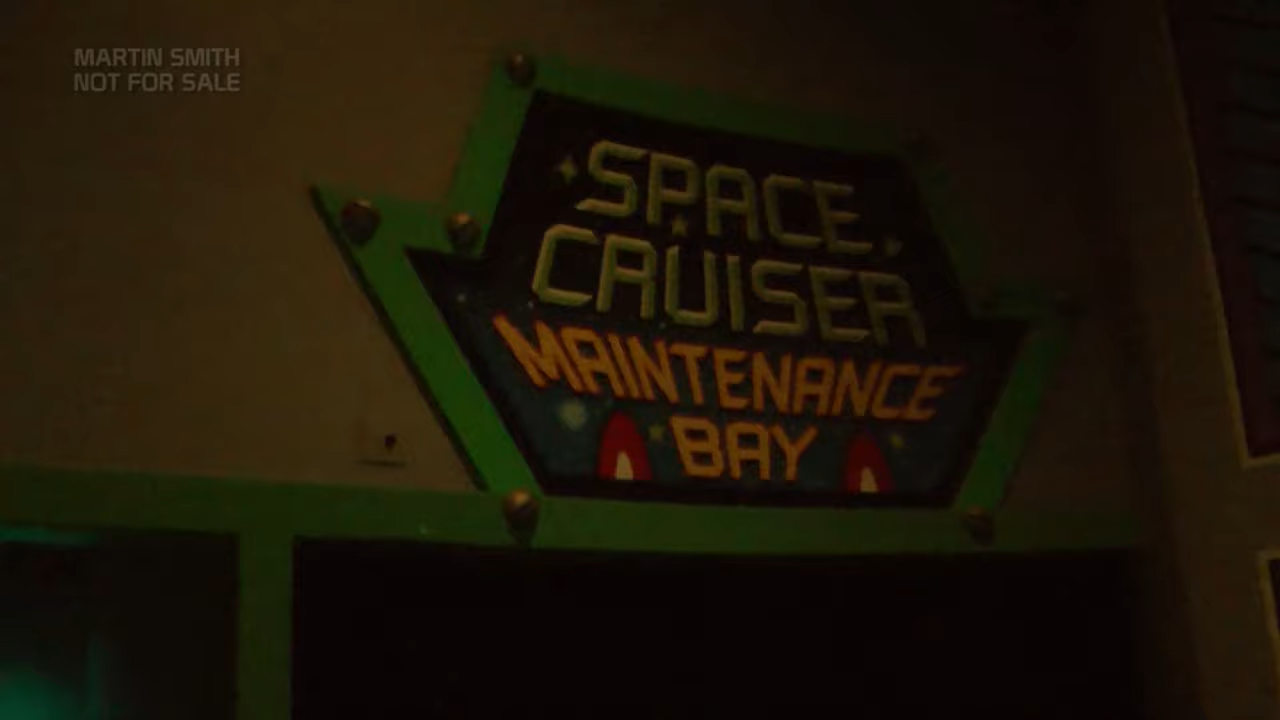 MARTIN SMITH
NOT FOR SALE
SPACE
CRUISER
MAINTENANCE
BAY